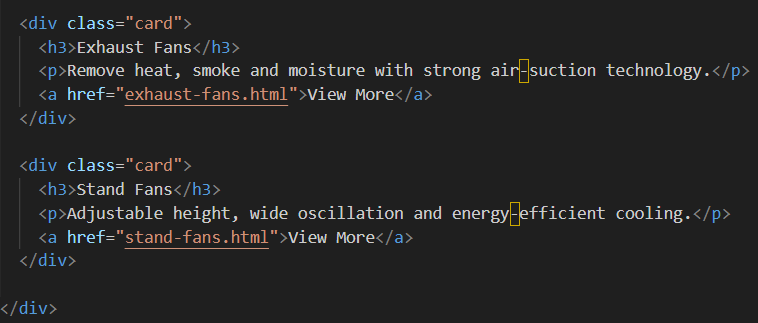 <div class="card">
<h3>Exhaust Fans</h3>
<p>Remove heat, smoke and moisture with strong air‑suction technology.</p>
<a href="exhaust-fans.html">View More</a>
</div>
<div class="card">
<h3>Stand Fans</h3>
<p>Adjustable height, wide oscillation and energy‑efficient cooling.</p>
<a href="stand-fans.html">View More</a>
</div>
</div>